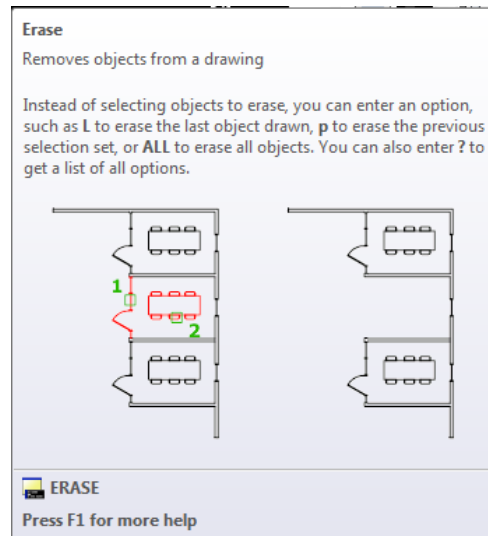 Erase
Removes objects from a drawing
Instead of selecting objects to erase, you can enter an option,
such as L to erase the last object drawn, p to erase the previous
selection set, or ALL to erase all objects. You can also enter ? to
get a list of all options.
1
2
ERASE
Press F1 for more help